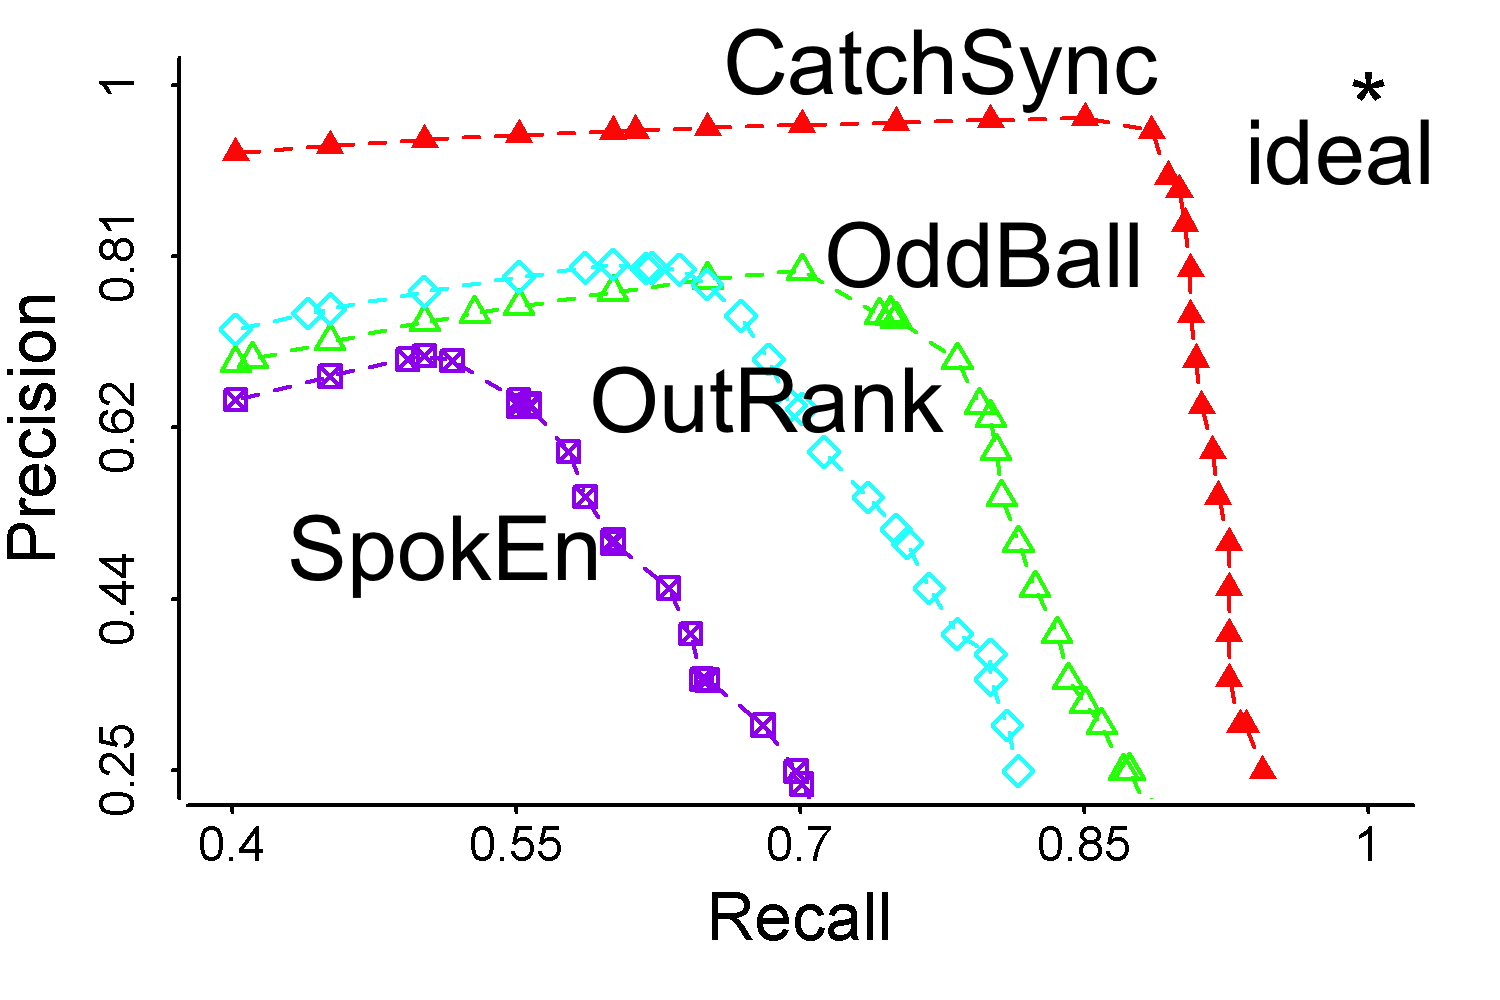 CatchSync
*
ideal
OddBall
OutRank
SpokEn
Precision
1
0.81
0.62
0.44
0.25
0.4 0.55 0.7 0.85 1
Recall